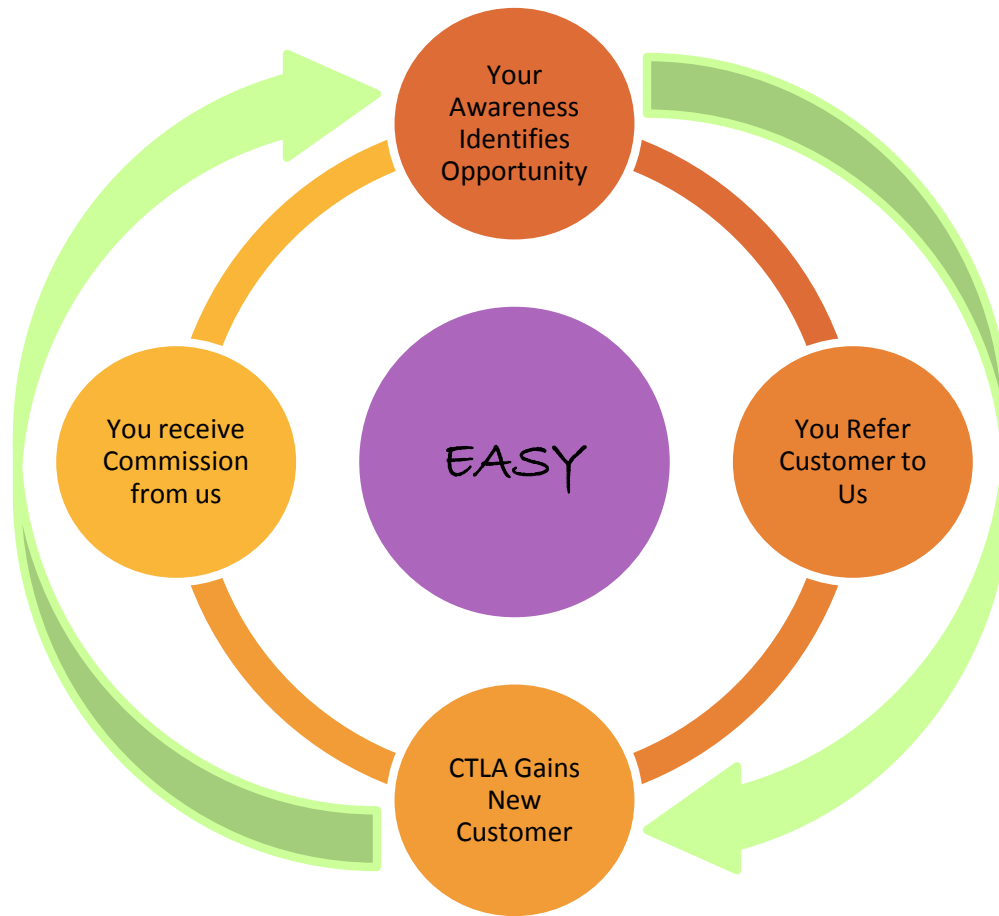 Your
Awareness
Identifies
Opportunity
You Refer
Customer to
Us
CTLA Gains
New
Customer
You receive
Commission
from us
EASY